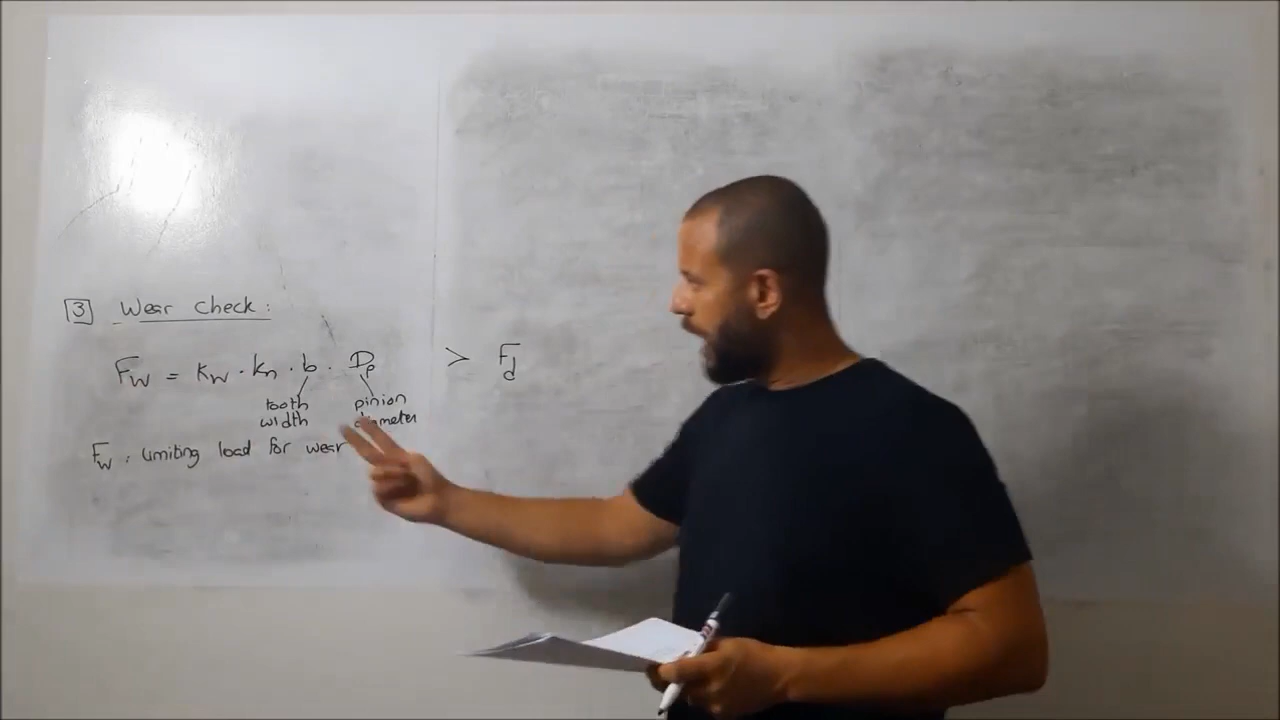 3 Wear Check:
Fw = Kw · Kn · b · Dp > Fd
tooth width
pinion diameter
Fw : Limiting load for wear